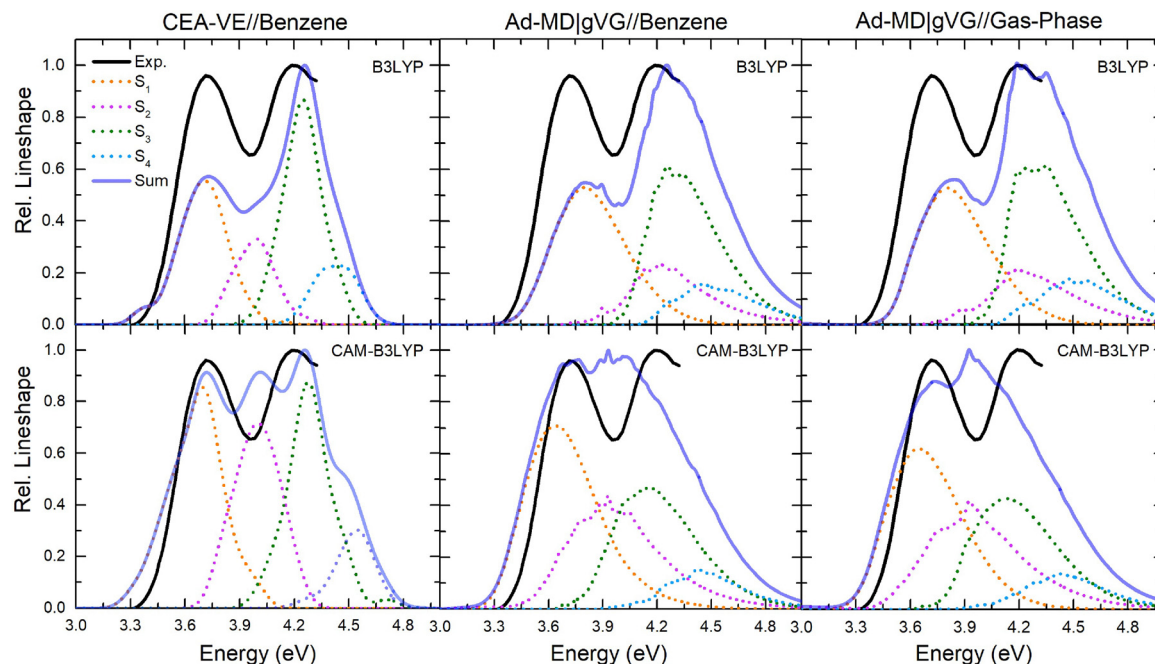 CEA-VE//Benzene
Ad-MD|gVG//Benzene
Ad-MD|gVG//Gas-Phase
Rel. Lineshape
1.0
0.8
0.6
0.4
0.2
0.0
Exp.
S1
S2
S3
S4
Sum
B3LYP
B3LYP
B3LYP
Rel. Lineshape
1.0
0.8
0.6
0.4
0.2
0.0
CAM-B3LYP
CAM-B3LYP
CAM-B3LYP
3.0 3.3 3.6 3.9 4.2 4.5 4.8 3.0 3.3 3.6 3.9 4.2 4.5 4.8 3.0 3.3 3.6 3.9 4.2 4.5 4.8
Energy (eV)
Energy (eV)
Energy (eV)